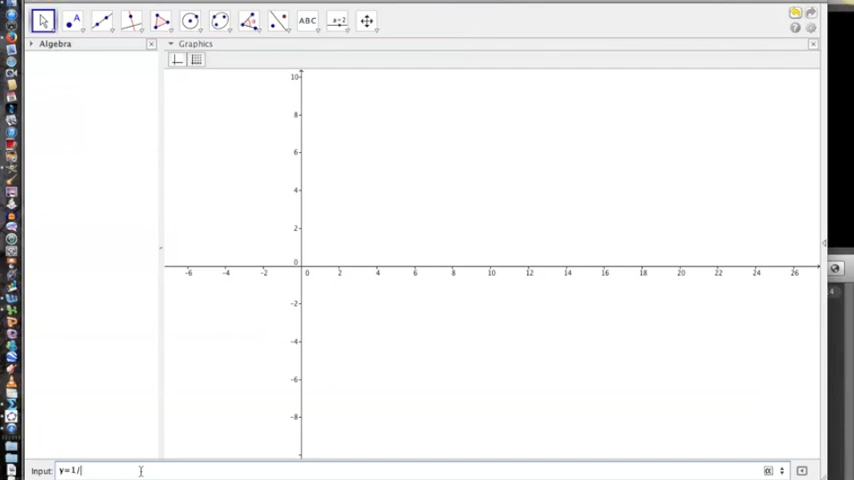 ABC
a=2
Algebra
Graphics
10
8
6
4
2
0
-6 -4 -2 0 2 4 6 8 10 12 14 16 18 20 22 24 26
-2
-4
-6
-8
Input: y=1/
α